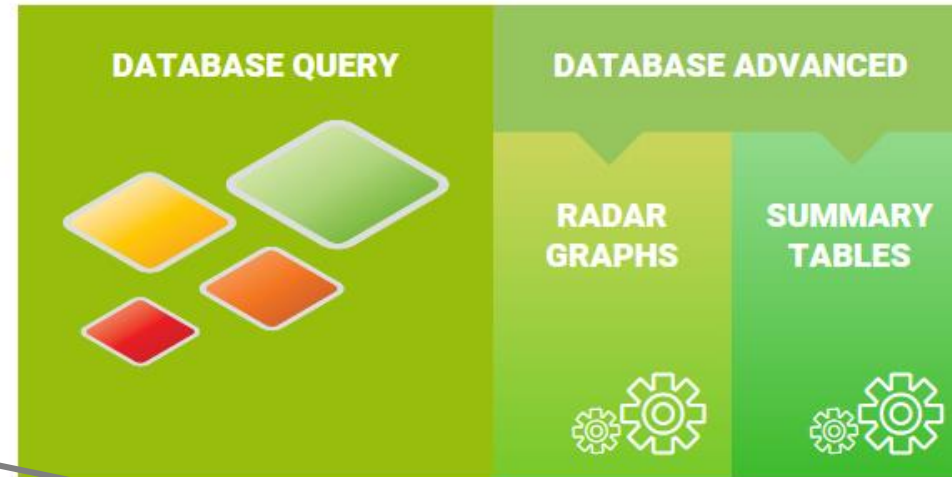 DATABASE QUERY
DATABASE ADVANCED
RADAR
GRAPHS
SUMMARY
TABLES